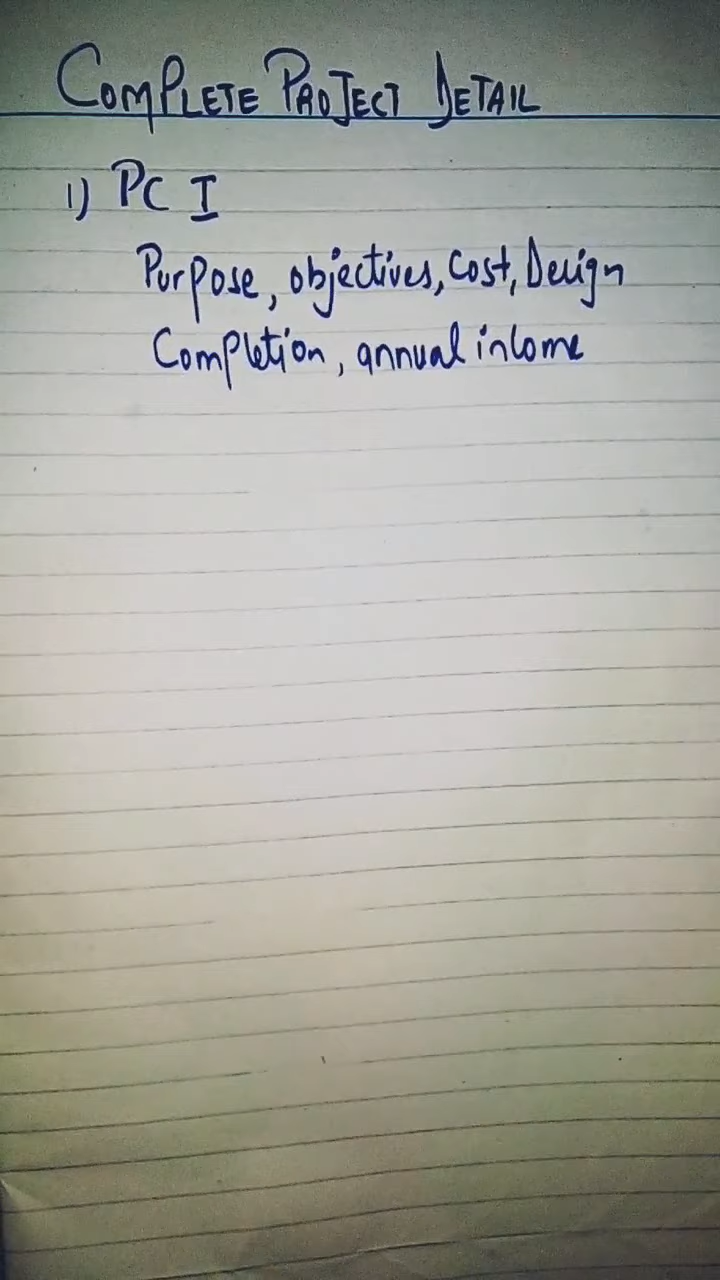 COMPLETE PROJECT DETAIL
1) PC I
Purpose, objectives, Cost, Design
Completion, annual income